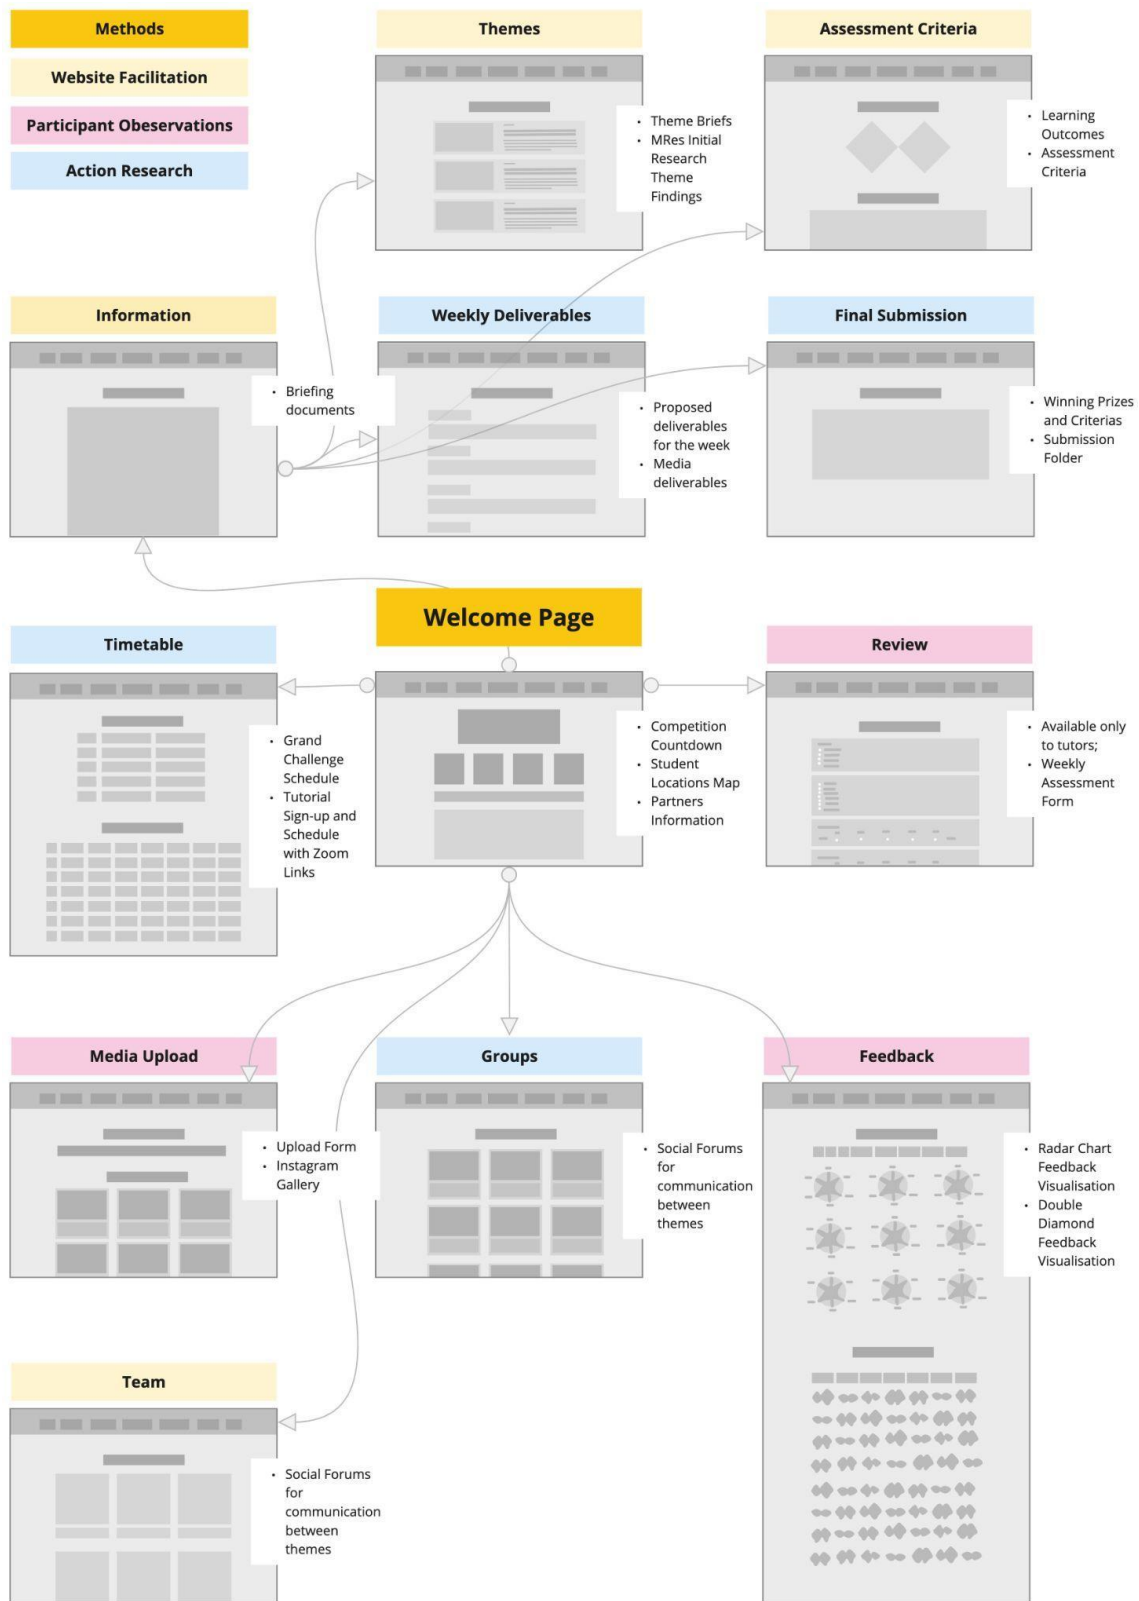 Methods
Website Facilitation
Participant Obeservations
Action Research
Themes
• Theme Briefs
• MRes Initial
Research
Theme
Findings
Assessment Criteria
• Learning
Outcomes
• Assessment
Criteria
Information
• Briefing
documents
Weekly Deliverables
• Proposed
deliverables
for the week
• Media
deliverables
Final Submission
• Winning Prizes
and Criterias
• Submission
Folder
Welcome Page
• Competition
Countdown
• Student
Locations Map
• Partners
Information
Timetable
• Grand
Challenge
Schedule
• Tutorial
Sign-up and
Schedule
with Zoom
Links
Review
• Available only
to tutors;
• Weekly
Assessment
Form
Media Upload
• Upload Form
• Instagram
Gallery
Groups
• Social Forums
for
communication
between
themes
Feedback
• Radar Chart
Feedback
Visualisation
• Double
Diamond
Feedback
Visualisation
Team
• Social Forums
for
communication
between
themes